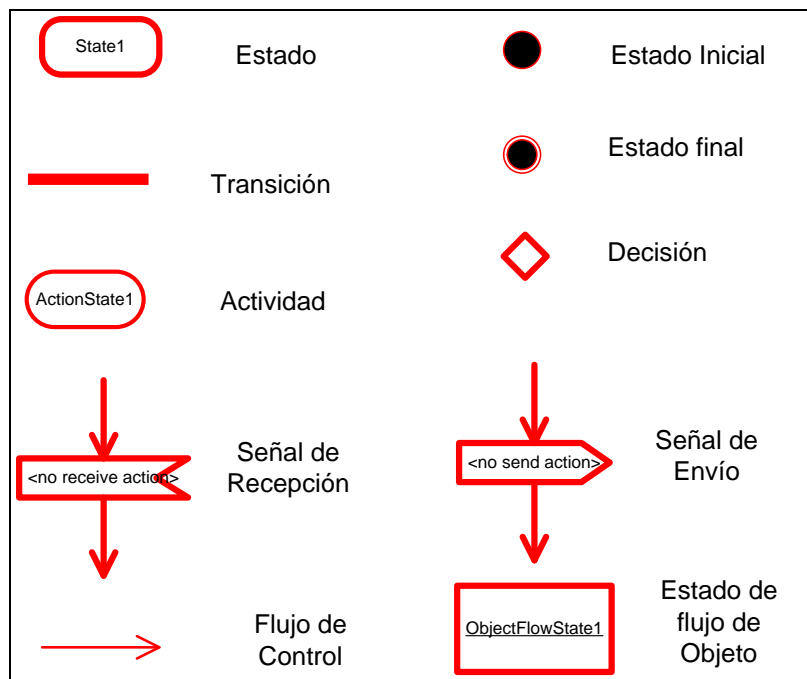 State1
Estado
Estado Inicial
Transición
Estado final
ActionState1
Actividad
Decisión
<no receive action>
Señal de
Recepción
<no send action>
Señal de
Envío
Flujo de
Control
ObjectFlowState1
Estado de
flujo de
Objeto